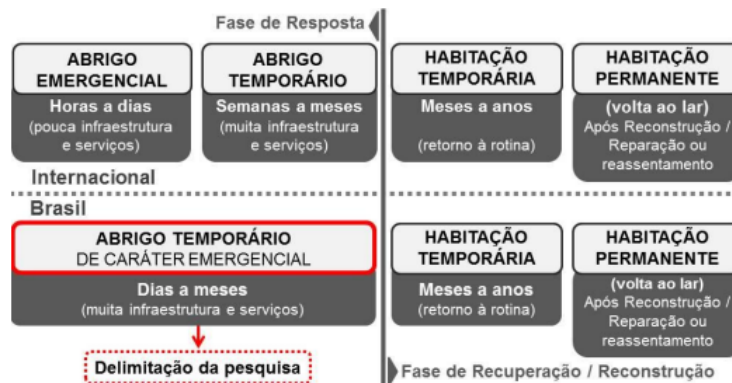 Fase de Resposta
ABRIGO
EMERGENCIAL
Horas a dias
(pouca infraestrutura
e serviços)
ABRIGO
TEMPORÁRIO
Semanas a meses
(muita infraestrutura
e serviços)
HABITAÇÃO
TEMPORÁRIA
Meses a anos
(retorno à rotina)
HABITAÇÃO
PERMANENTE
(volta ao lar)
Após Reconstrução /
Reparação ou
reassentamento
Internacional
Brasil
ABRIGO TEMPORÁRIO
DE CARÁTER EMERGENCIAL
Dias a meses
(muita infraestrutura e serviços)
HABITAÇÃO
TEMPORÁRIA
Meses a anos
(retorno à rotina)
HABITAÇÃO
PERMANENTE
(volta ao lar)
Após Reconstrução /
Reparação ou
reassentamento
Delimitação da pesquisa
Fase de Recuperação / Reconstrução